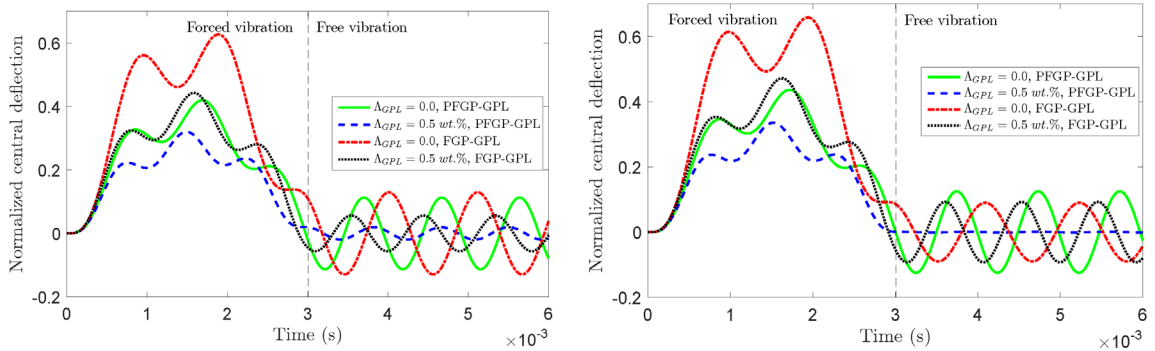 Forced vibration Free vibration
Normalized central deflection
0.6
0.4
0.2
0
-0.2
Λ_GPL = 0.0, PFGP-GPL
Λ_GPL = 0.5 wt.%, PFGP-GPL
Λ_GPL = 0.0, FGP-GPL
Λ_GPL = 0.5 wt.%, FGP-GPL
0 1 2 3 4 5 6
Time (s)
×10⁻³
Forced vibration Free vibration
Normalized central deflection
0.6
0.4
0.2
0
-0.2
Λ_GPL = 0.0, PFGP-GPL
Λ_GPL = 0.5 wt.%, PFGP-GPL
Λ_GPL = 0.0, FGP-GPL
Λ_GPL = 0.5 wt.%, FGP-GPL
0 1 2 3 4 5 6
Time (s)
×10⁻³